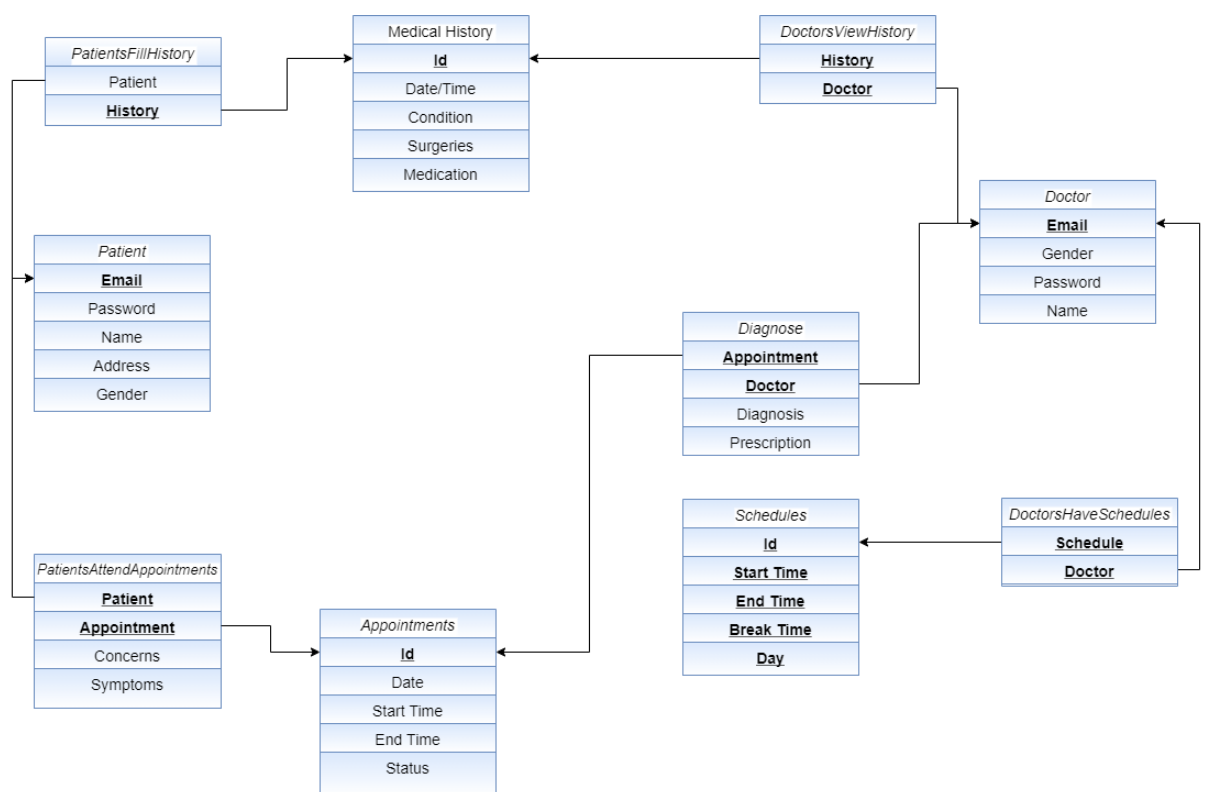 PatientsFillHistory
Patient
History
Medical History
Id
Date/Time
Condition
Surgeries
Medication
DoctorsViewHistory
History
Doctor
Doctor
Email
Gender
Password
Name
Patient
Email
Password
Name
Address
Gender
Diagnose
Appointment
Doctor
Diagnosis
Prescription
Schedules
Id
Start Time
End Time
Break Time
Day
DoctorsHaveSchedules
Schedule
Doctor
PatientsAttendAppointments
Patient
Appointment
Concerns
Symptoms
Appointments
Id
Date
Start Time
End Time
Status